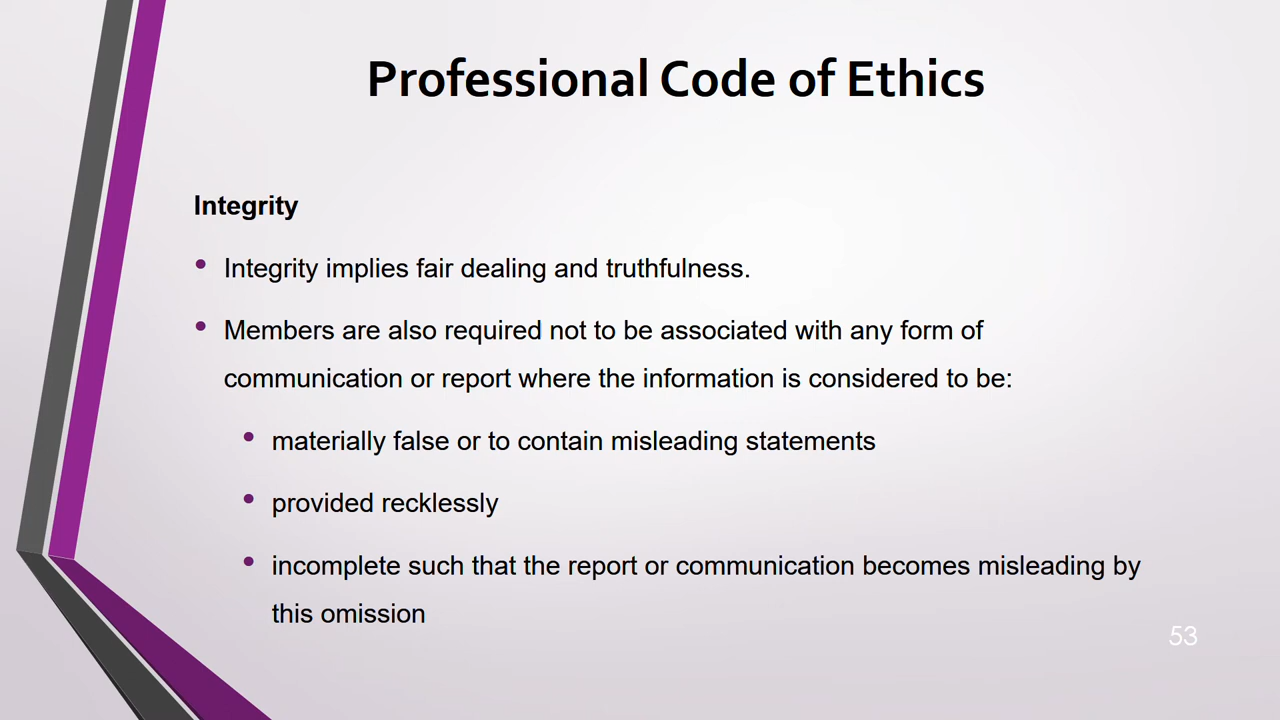 Professional Code of Ethics
Integrity
• Integrity implies fair dealing and truthfulness.
• Members are also required not to be associated with any form of
communication or report where the information is considered to be:
• materially false or to contain misleading statements
• provided recklessly
• incomplete such that the report or communication becomes misleading by
this omission
53